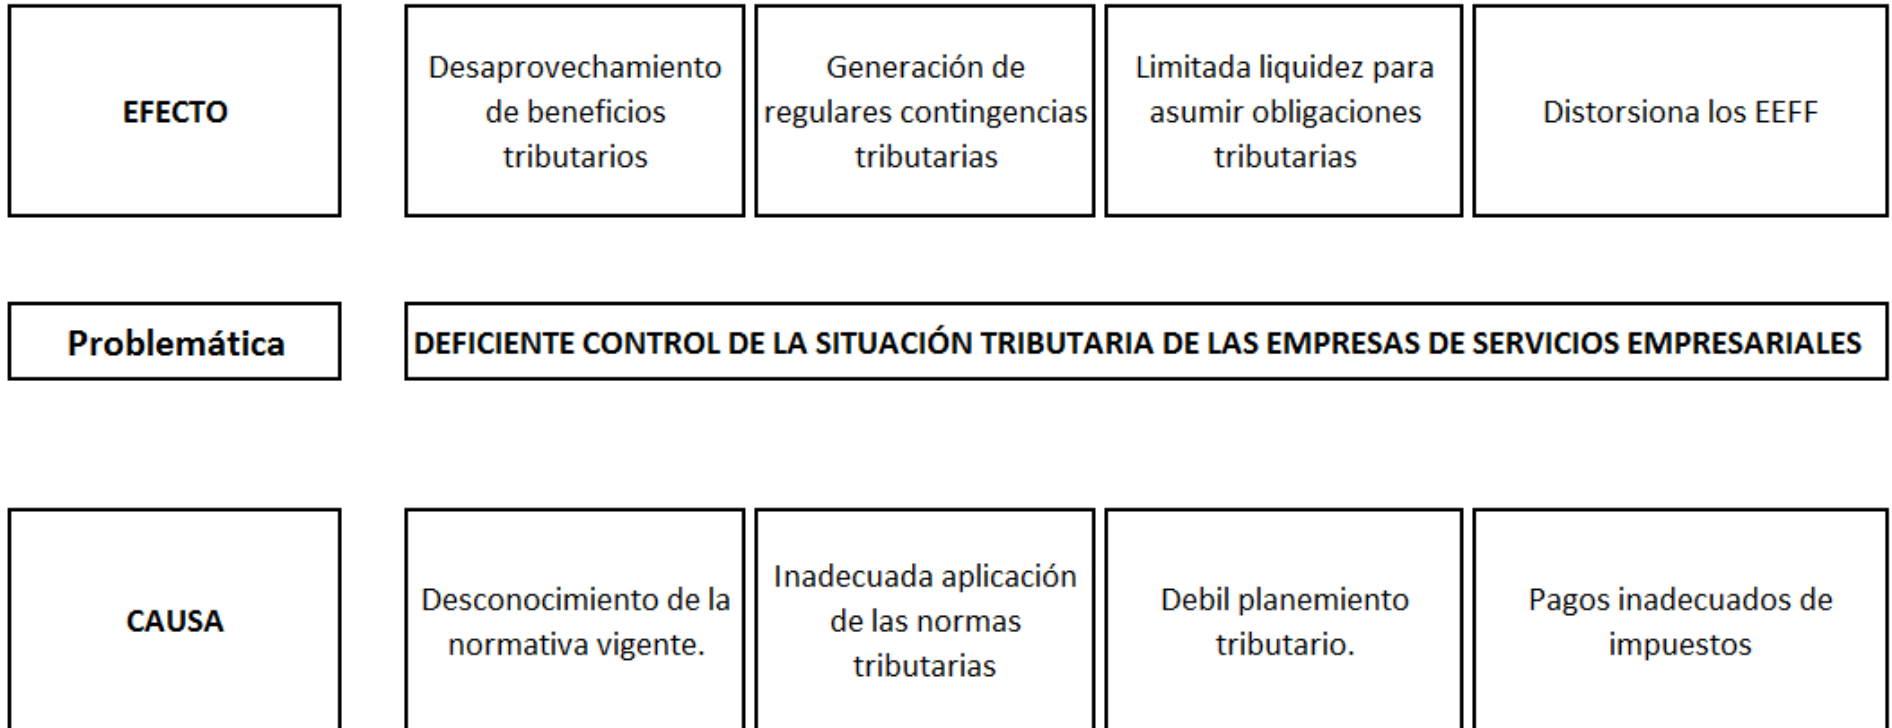 EFECTO
Desaprovechamiento
de beneficios
tributarios
Generación de
regulares contingencias
tributarias
Limitada liquidez para
asumir obligaciones
tributarias
Distorsiona los EEFF
Problemática
DEFICIENTE CONTROL DE LA SITUACIÓN TRIBUTARIA DE LAS EMPRESAS DE SERVICIOS EMPRESARIALES
CAUSA
Desconocimiento de la
normativa vigente.
Inadecuada aplicación
de las normas
tributarias
Debil planemiento
tributario.
Pagos inadecuados de
impuestos